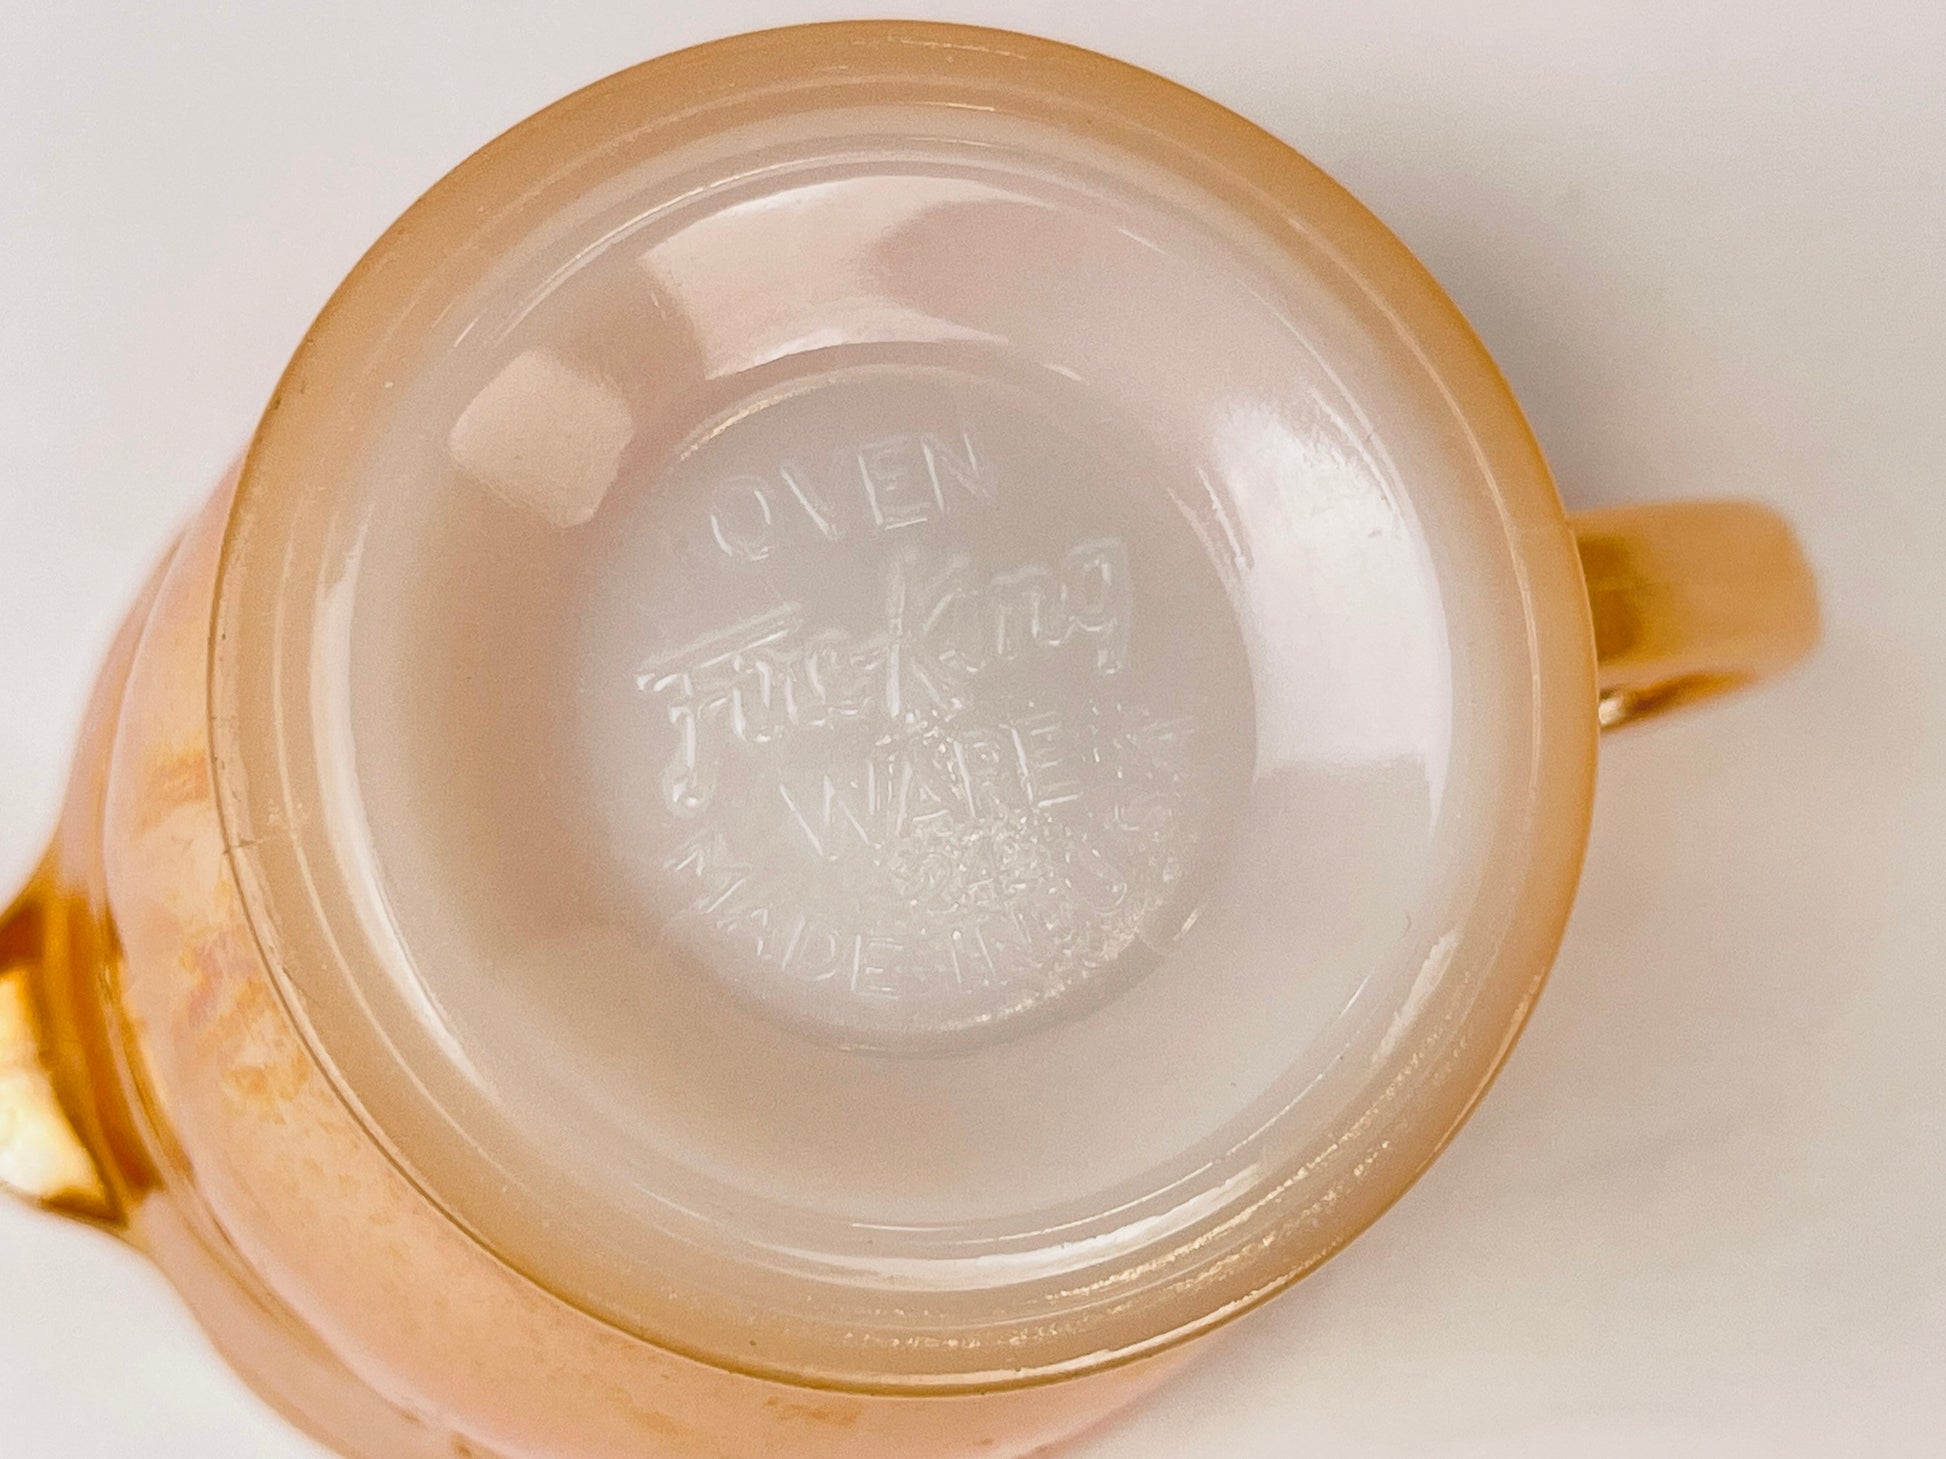 OVEN
Fire-King
WARE
MADE IN U.S.A.